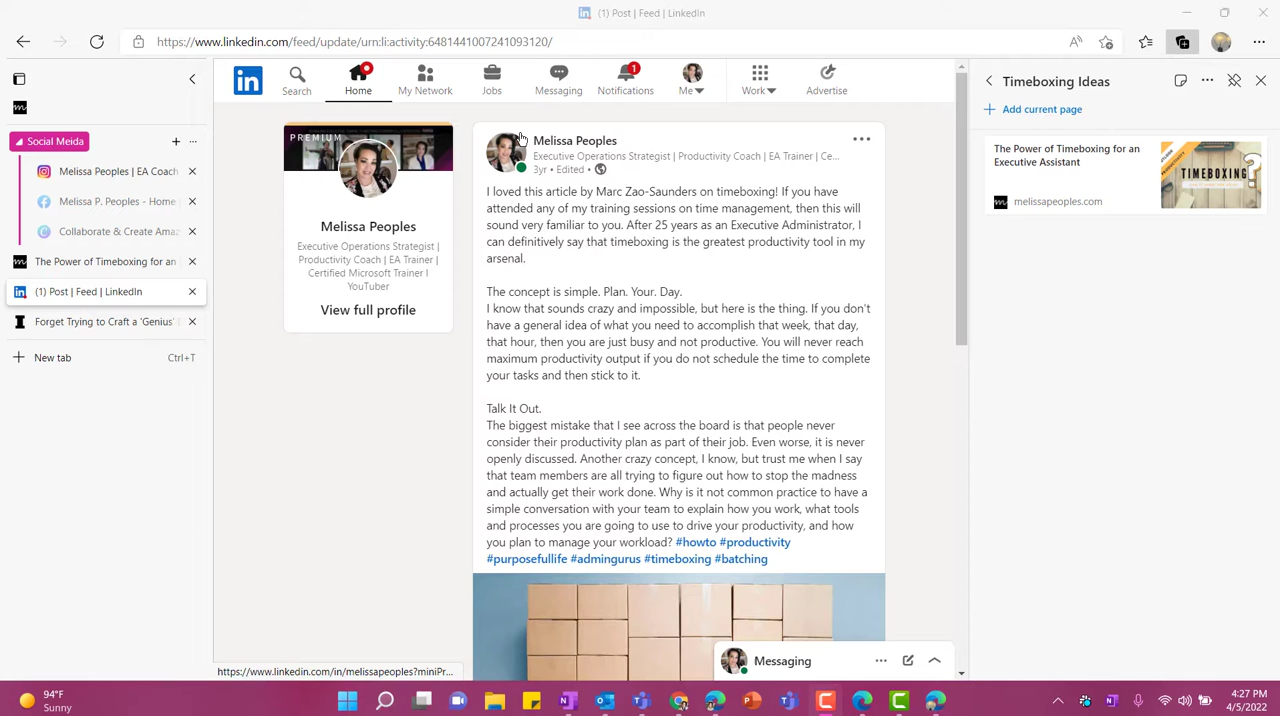 (1) Post | Feed | LinkedIn
https://www.linkedin.com/feed/update/urn:li:activity:6481441007241093120/
Social Meida
Melissa Peoples | EA Coach
Melissa P. Peoples - Home
Collaborate & Create Amaz
The Power of Timeboxing for an
(1) Post | Feed | LinkedIn
Forget Trying to Craft a 'Genius'
New tab Ctrl+T
in
Search
Home
My Network
Jobs
Messaging
1
Notifications
Me
Work
Advertise
PREMIUM
Melissa Peoples
Executive Operations Strategist |
Productivity Coach | EA Trainer |
Certified Microsoft Trainer I
YouTuber
View full profile
Melissa Peoples
Executive Operations Strategist | Productivity Coach | EA Trainer | Ce...
3yr • Edited •
I loved this article by Marc Zao-Saunders on timeboxing! If you have
attended any of my training sessions on time management, then this will
sound very familiar to you. After 25 years as an Executive Administrator, I
can definitively say that timeboxing is the greatest productivity tool in my
arsenal.
The concept is simple. Plan. Your. Day.
I know that sounds crazy and impossible, but here is the thing. If you don't
have a general idea of what you need to accomplish that week, that day,
that hour, then you are just busy and not productive. You will never reach
maximum productivity output if you do not schedule the time to complete
your tasks and then stick to it.
Talk It Out.
The biggest mistake that I see across the board is that people never
consider their productivity plan as part of their job. Even worse, it is never
openly discussed. Another crazy concept, I know, but trust me when I say
that team members are all trying to figure out how to stop the madness
and actually get their work done. Why is it not common practice to have a
simple conversation with your team to explain how you work, what tools
and processes you are going to use to drive your productivity, and how
you plan to manage your workload? #howto #productivity
#purposefullife #admingurus #timeboxing #batching
Messaging
Timeboxing Ideas
Add current page
The Power of Timeboxing for an
Executive Assistant
melissapeoples.com
TIMEBOXING
https://www.linkedin.com/in/melissapeoples?miniPr...
94°F
Sunny
4:27 PM
4/5/2022